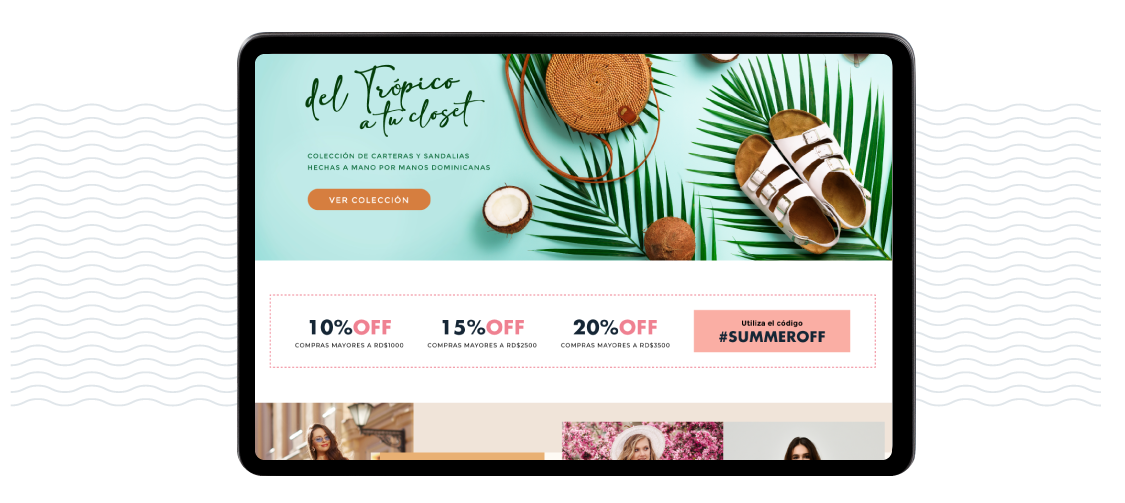 del Trópico
a tu closet
COLECCIÓN DE CARTERAS Y SANDALIAS
HECHAS A MANO POR MANOS DOMINICANAS
VER COLECCIÓN
10%OFF
COMPRAS MAYORES A RD$1000
15%OFF
COMPRAS MAYORES A RD$2500
20%OFF
COMPRAS MAYORES A RD$3500
Utiliza el código
#SUMMEROFF